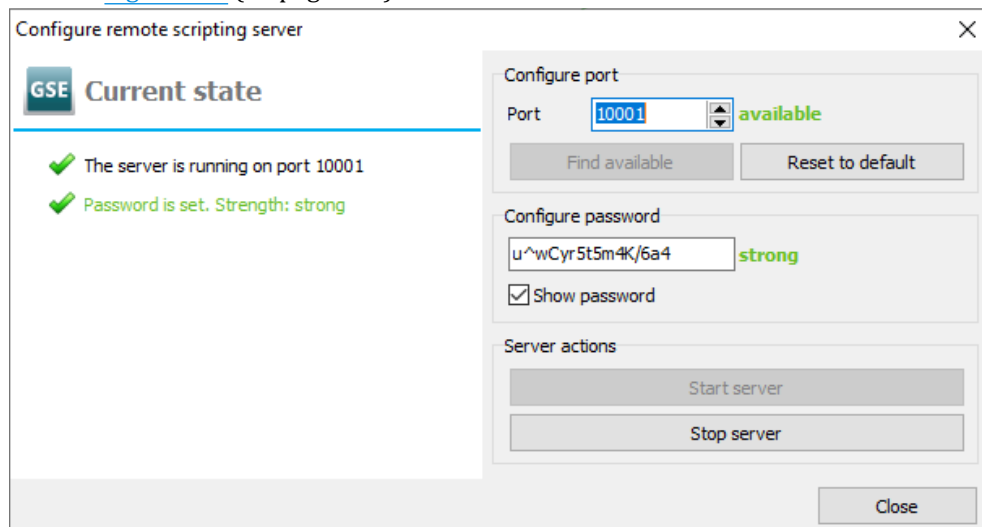 Configure remote scripting server
GSE Current state
The server is running on port 10001
Password is set. Strength: strong
Configure port
Port 10001 available
Find available Reset to default
Configure password
u^wCyr5t5m4K/6a4 strong
Show password
Server actions
Start server
Stop server
Close